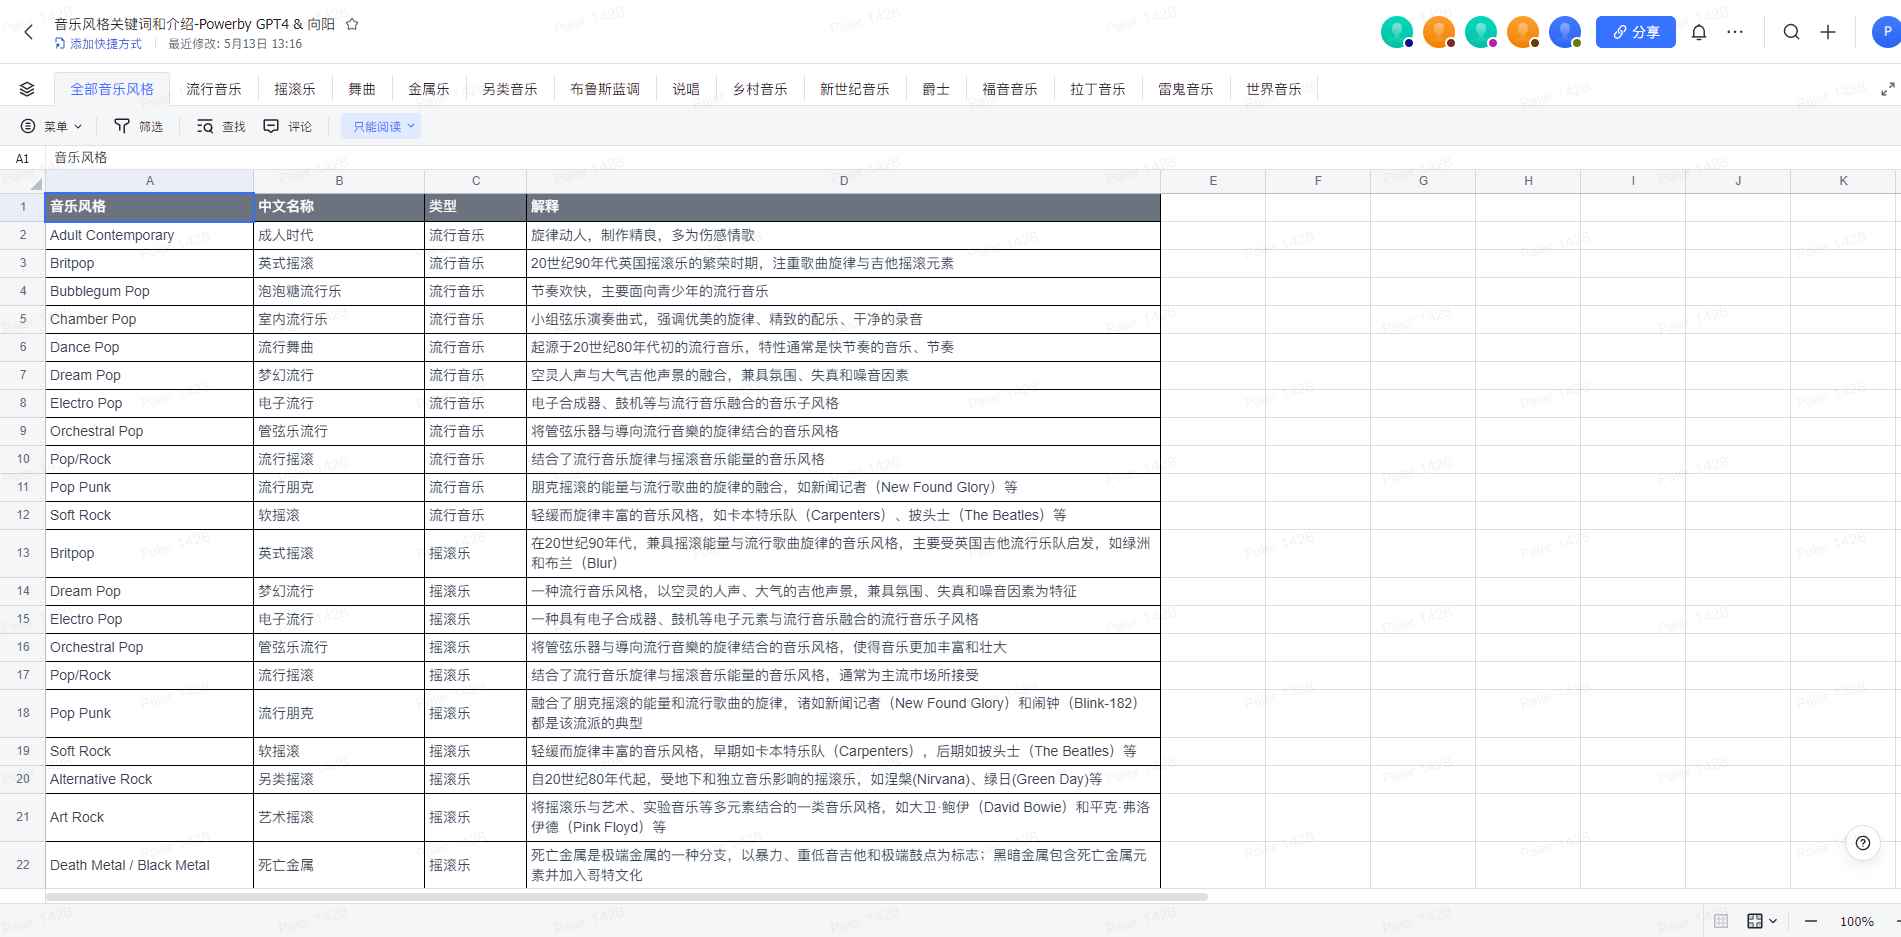 音乐风格关键词和介绍-Powerby GPT4 & 向阳
添加快捷方式 最近修改: 5月13日 13:16
分享
P
全部音乐风格 流行音乐 摇滚乐 舞曲 金属乐 另类音乐 布鲁斯蓝调 说唱 乡村音乐 新世纪音乐 爵士 福音音乐 拉丁音乐 雷鬼音乐 世界音乐
菜单 筛选 查找 评论 只能阅读
A1 音乐风格
A B C D E F G H I J K
1 音乐风格 中文名称 类型 解释
2 Adult Contemporary 成人时代 流行音乐 旋律动人，制作精良，多为伤感情歌
3 Britpop 英式摇滚 流行音乐 20世纪90年代英国摇滚乐的繁荣时期，注重歌曲旋律与吉他摇滚元素
4 Bubblegum Pop 泡泡糖流行乐 流行音乐 节奏欢快，主要面向青少年的流行音乐
5 Chamber Pop 室内流行乐 流行音乐 小组弦乐演奏曲式，强调优美的旋律、精致的配乐、干净的录音
6 Dance Pop 流行舞曲 流行音乐 起源于20世纪80年代初的流行音乐，特性通常是快节奏的音乐、节奏
7 Dream Pop 梦幻流行 流行音乐 空灵人声与大气吉他声景的融合，兼具氛围、失真和噪音因素
8 Electro Pop 电子流行 流行音乐 电子合成器、鼓机等与流行音乐融合的音乐子风格
9 Orchestral Pop 管弦乐流行 流行音乐 将管弦乐器与導向流行音樂的旋律结合的音乐风格
10 Pop/Rock 流行摇滚 流行音乐 结合了流行音乐旋律与摇滚音乐能量的音乐风格
11 Pop Punk 流行朋克 流行音乐 朋克摇滚的能量与流行歌曲的旋律的融合，如新闻记者（New Found Glory）等
12 Soft Rock 软摇滚 流行音乐 轻缓而旋律丰富的音乐风格，如卡本特乐队（Carpenters）、披头士（The Beatles）等
13 Britpop 英式摇滚 摇滚乐 在20世纪90年代，兼具摇滚能量与流行歌曲旋律的音乐风格，主要受英国吉他流行乐队启发，如绿洲
和布兰（Blur）
14 Dream Pop 梦幻流行 摇滚乐 一种流行音乐风格，以空灵的人声、大气的吉他声景，兼具氛围、失真和噪音因素为特征
15 Electro Pop 电子流行 摇滚乐 一种具有电子合成器、鼓机等电子元素与流行音乐融合的流行音乐子风格
16 Orchestral Pop 管弦乐流行 摇滚乐 将管弦乐器与導向流行音樂的旋律结合的音乐风格，使得音乐更加丰富和壮大
17 Pop/Rock 流行摇滚 摇滚乐 结合了流行音乐旋律与摇滚音乐能量的音乐风格，通常为主流市场所接受
18 Pop Punk 流行朋克 摇滚乐 融合了朋克摇滚的能量和流行歌曲的旋律，诸如新闻记者（New Found Glory）和闹钟（Blink-182）
都是该流派的典型
19 Soft Rock 软摇滚 摇滚乐 轻缓而旋律丰富的音乐风格，早期如卡本特乐队（Carpenters），后期如披头士（The Beatles）等
20 Alternative Rock 另类摇滚 摇滚乐 自20世纪80年代起，受地下和独立音乐影响的摇滚乐，如涅槃(Nirvana)、绿日(Green Day)等
21 Art Rock 艺术摇滚 摇滚乐 将摇滚乐与艺术、实验音乐等多元素结合的一类音乐风格，如大卫·鲍伊（David Bowie）和平克·弗洛
伊德（Pink Floyd）等
22 Death Metal / Black Metal 死亡金属 摇滚乐 死亡金属是极端金属的一种分支，以暴力、重低音吉他和极端鼓点为标志；黑暗金属包含死亡金属元
素并加入哥特文化
100%